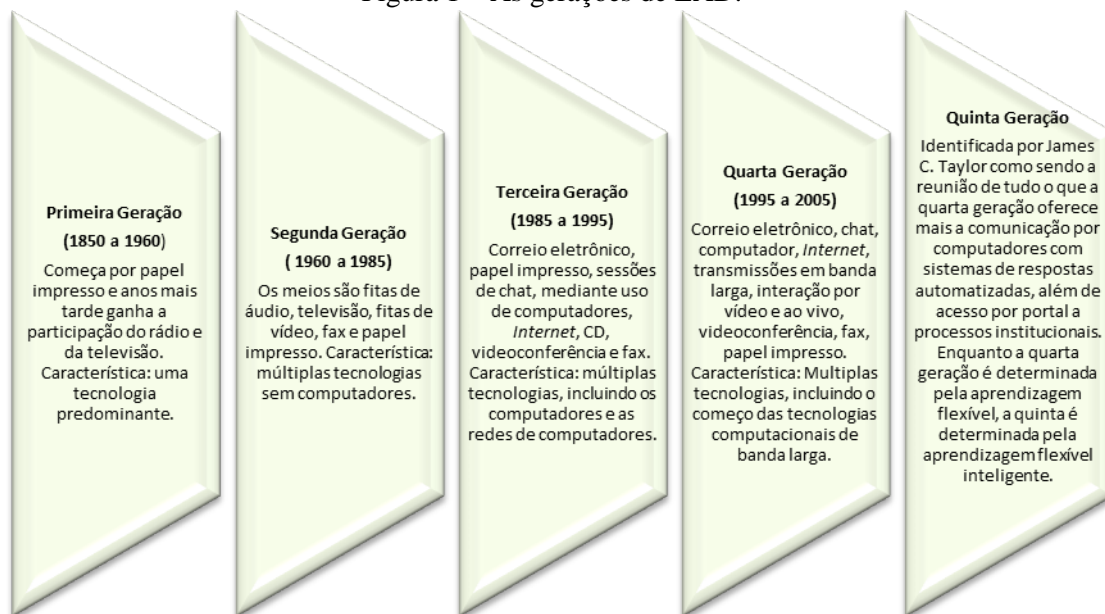 Figura 1 – As gerações de EAD.
Primeira Geração
(1850 a 1960)
Começa por papel
impresso e anos mais
tarde ganha a
participação do rádio e
da televisão.
Característica: uma
tecnologia
predominante.
Segunda Geração
( 1960 a 1985)
Os meios são fitas de
áudio, televisão, fitas de
vídeo, fax e papel
impresso. Característica:
múltiplas tecnologias
sem computadores.
Terceira Geração
(1985 a 1995)
Correio eletrônico,
papel impresso, sessões
de chat, mediante uso
de computadores,
Internet, CD,
videoconferência e fax.
Característica: múltiplas
tecnologias, incluindo os
computadores e as
redes de computadores.
Quarta Geração
(1995 a 2005)
Correio eletrônico, chat,
computador, Internet,
transmissões em banda
larga, interação por
vídeo e ao vivo,
videoconferência, fax,
papel impresso.
Característica: Multiplas
tecnologias, incluindo o
começo das tecnologias
computacionais de
banda larga.
Quinta Geração
Identificada por James
C. Taylor como sendo a
reunião de tudo o que a
quarta geração oferece
mais a comunicação por
computadores com
sistemas de respostas
automatizadas, além de
acesso por portal a
processos institucionais.
Enquanto a quarta
geração é determinada
pela aprendizagem
flexível, a quinta é
determinada pela
aprendizagem flexível
inteligente.